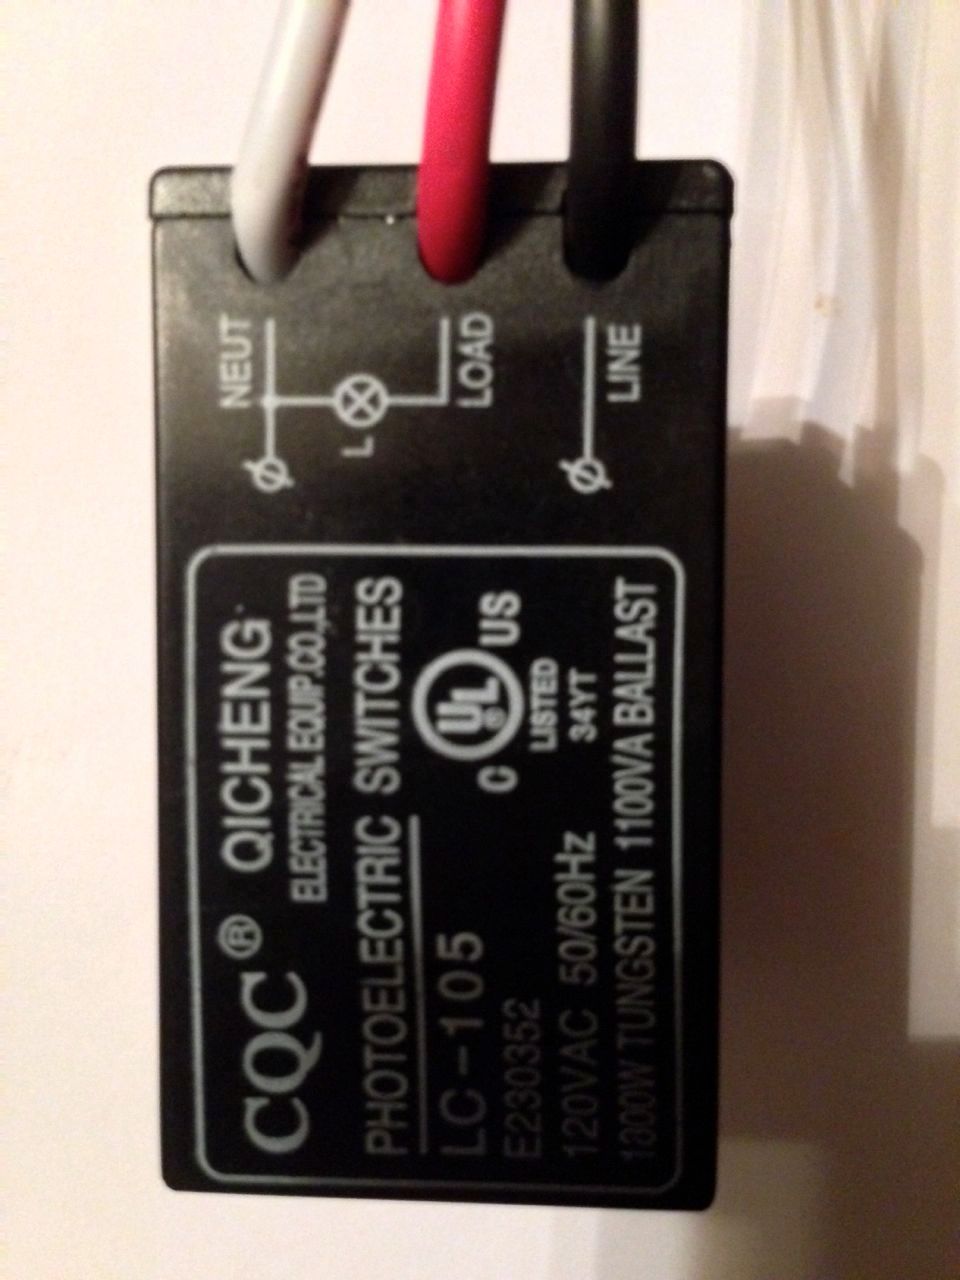 CQC® QICHENG
ELECTRICAL EQUIP.CO.,LTD
PHOTOELECTRIC SWITCHES
LC-105
E230352
120VAC 50/60Hz
1800W TUNGSTEN 1100VA BALLAST
C UL® US
LISTED
34YT
NEUT
L
LOAD
LINE